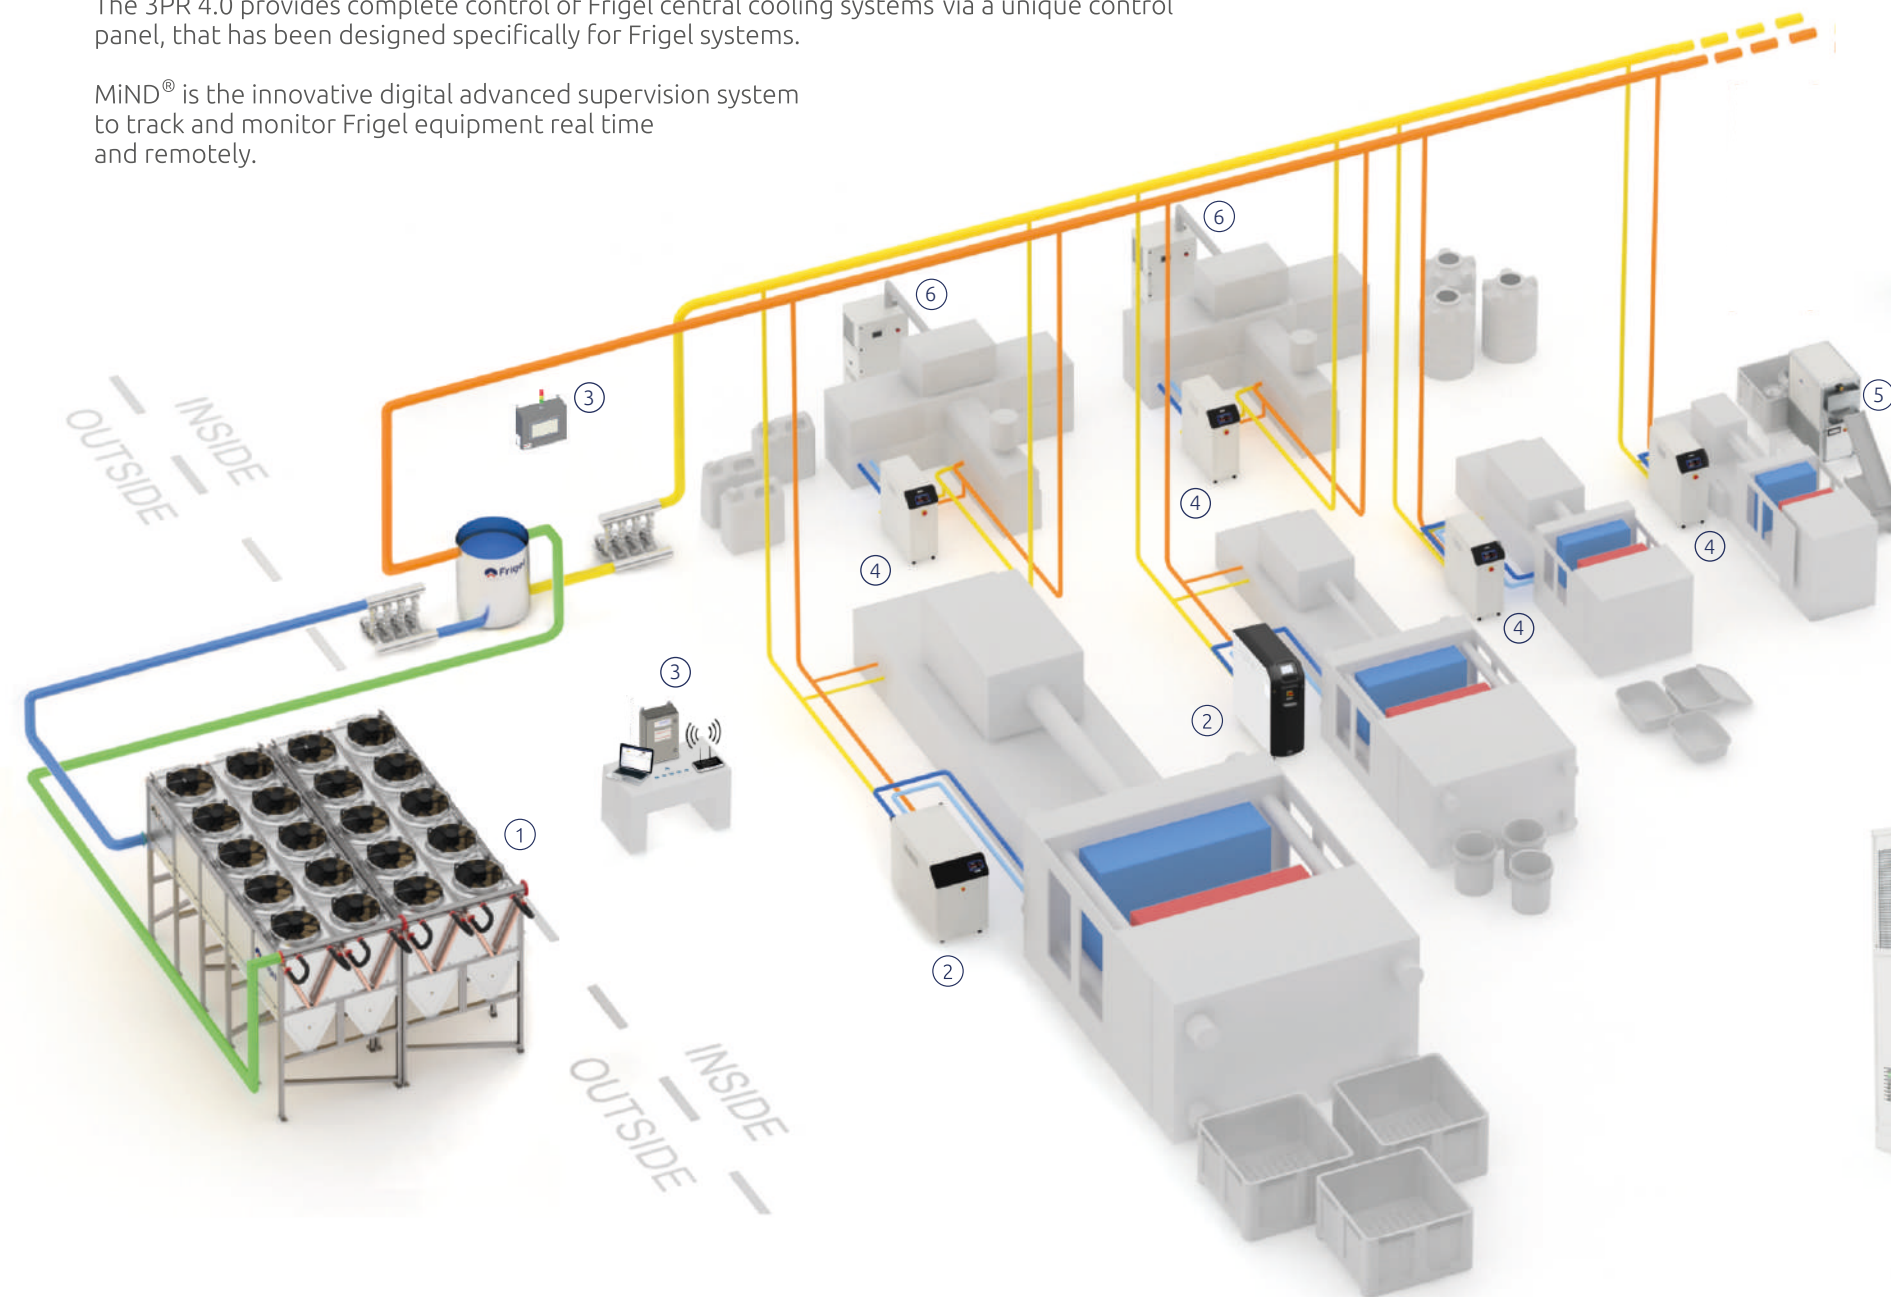 The 3PR 4.0 provides complete control of Frigel central cooling systems via a unique control
panel, that has been designed specifically for Frigel systems.
MiND® is the innovative digital advanced supervision system
to track and monitor Frigel equipment real time
and remotely.
6
6
3
5
INSIDE
OUTSIDE
4
4
4
Frigel
4
3
2
1
2
INSIDE
OUTSIDE